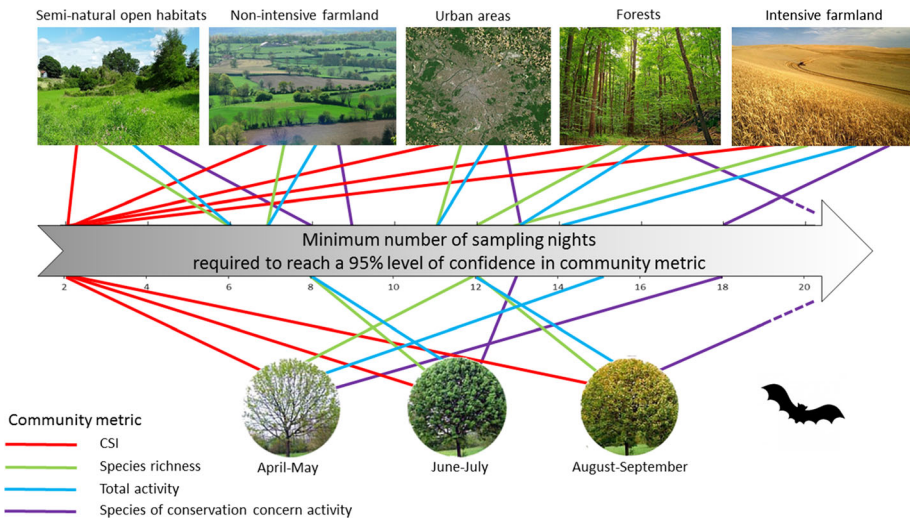 Semi-natural open habitats
Non-intensive farmland
Urban areas
Forests
Intensive farmland
Minimum number of sampling nights
required to reach a 95% level of confidence in community metric
2 4 6 8 10 12 14 16 18 20
April-May
June-July
August-September
Community metric
CSI
Species richness
Total activity
Species of conservation concern activity